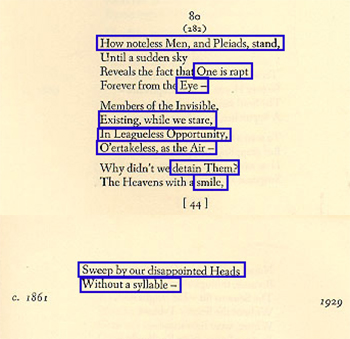 80
(282)
How noteless Men, and Pleiads, stand,
Until a sudden sky
Reveals the fact that One is rapt
Forever from the Eye –
Members of the Invisible,
Existing, while we stare,
In Leagueless Opportunity,
O'ertakeless, as the Air –
Why didn't we detain Them?
The Heavens with a smile,
[ 44 ]
Sweep by our disappointed Heads
Without a syllable –
c. 1861
1929